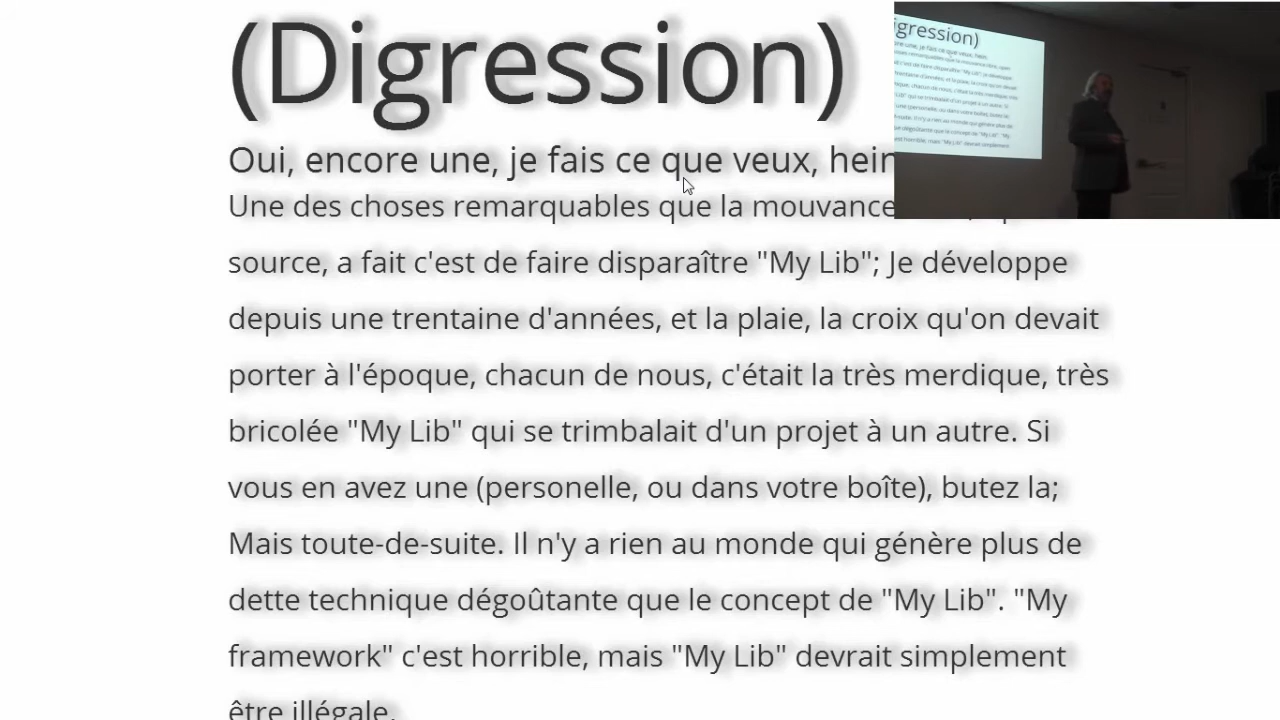 (Digression)
Oui, encore une, je fais ce que veux, hein
Une des choses remarquables que la mouvance
source, a fait c'est de faire disparaître "My Lib"; Je développe
depuis une trentaine d'années, et la plaie, la croix qu'on devait
porter à l'époque, chacun de nous, c'était la très merdique, très
bricolée "My Lib" qui se trimbalait d'un projet à un autre. Si
vous en avez une (personelle, ou dans votre boîte), butez la;
Mais toute-de-suite. Il n'y a rien au monde qui génère plus de
dette technique dégoûtante que le concept de "My Lib". "My
framework" c'est horrible, mais "My Lib" devrait simplement
être illégale.
igression)